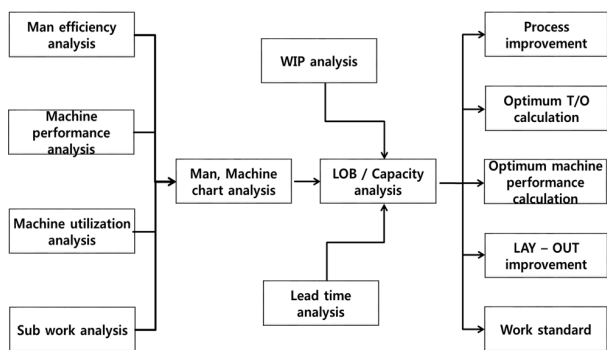 Man efficiency
analysis
Machine
performance
analysis
Machine utilization
analysis
Sub work analysis
Man, Machine
chart analysis
WIP analysis
LOB / Capacity
analysis
Lead time
analysis
Process
improvement
Optimum T/O
calculation
Optimum machine
performance
calculation
LAY – OUT
improvement
Work standard